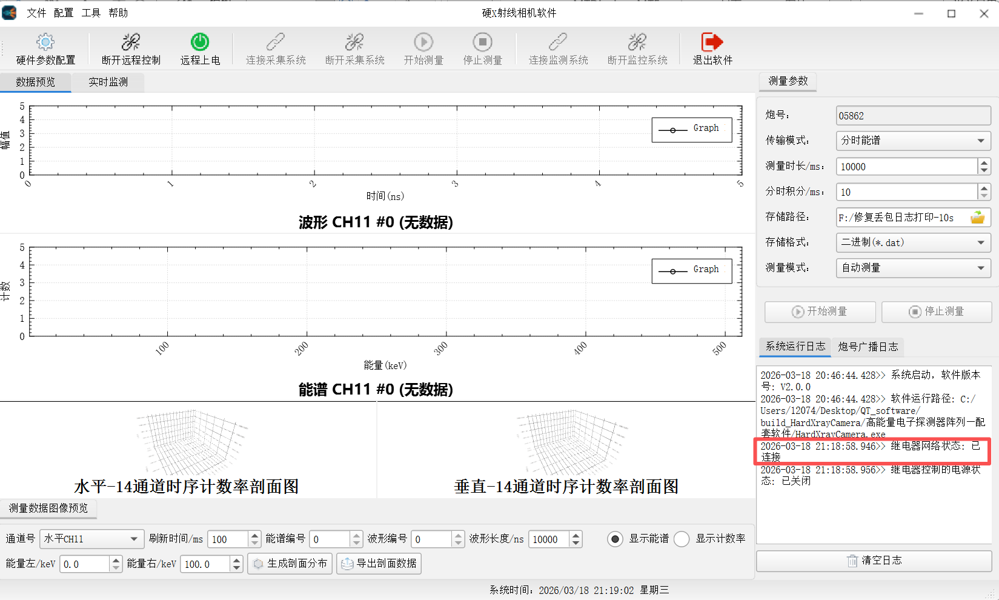 文件 配置 工具 帮助
硬X射线相机软件
硬件参数配置
断开远程控制
远程上电
连接采集系统
断开采集系统
开始测量
停止测量
连接监测系统
断开监控系统
退出软件
数据预览
实时监测
5
4
3
2
1
0
幅值
0 1 2 3 4 5
时间(ns)
Graph
波形 CH11 #0 (无数据)
5
4
3
2
1
0
计数
100 200 300 400 500
能量(keV)
Graph
能谱 CH11 #0 (无数据)
水平-14通道时序计数率剖面图
垂直-14通道时序计数率剖面图
测量数据图像预览
通道号 水平CH11 刷新时间/ms 100 能谱编号 0 波形编号 0 波形长度/ns 10000 显示能谱 显示计数率
能量左/keV 0.0 能量右/keV 100.0 生成剖面分布 导出剖面数据
测量参数
炮号: 05862
传输模式: 分时能谱
测量时长/ms: 10000
分时积分/ms: 10
存储路径: F:/修复丢包日志打印-10s
存储格式: 二进制(*.dat)
测量模式: 自动测量
开始测量
停止测量
系统运行日志
炮号广播日志
2026-03-18 20:46:44.428>> 系统启动, 软件版本
号: V2.0.0
2026-03-18 20:46:44.428>> 软件运行路径: C:/
Users/12074/Desktop/QT_software/
build_HardXrayCamera/高能量电子探测器阵列一配
套软件/HardXrayCamera.exe
2026-03-18 21:18:58.946>> 继电器网络状态: 已
连接
2026-03-18 21:18:58.956>> 继电器控制的电源状
态: 已关闭
清空日志
系统时间: 2026/03/18 21:19:02 星期三